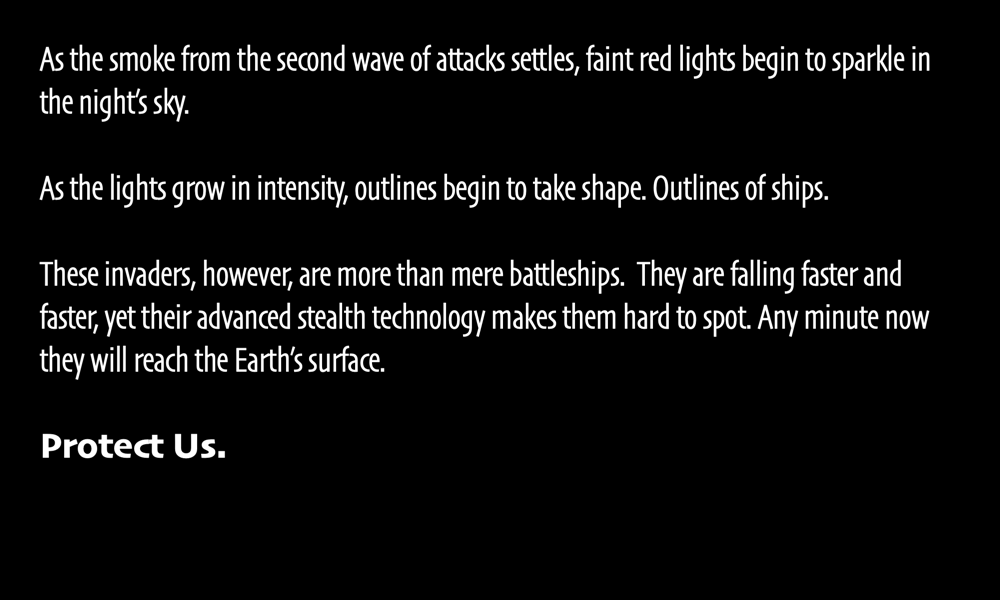 As the smoke from the second wave of attacks settles, faint red lights begin to sparkle in
the night's sky.
As the lights grow in intensity, outlines begin to take shape. Outlines of ships.
These invaders, however, are more than mere battleships.  They are falling faster and
faster, yet their advanced stealth technology makes them hard to spot. Any minute now
they will reach the Earth's surface.
Protect Us.